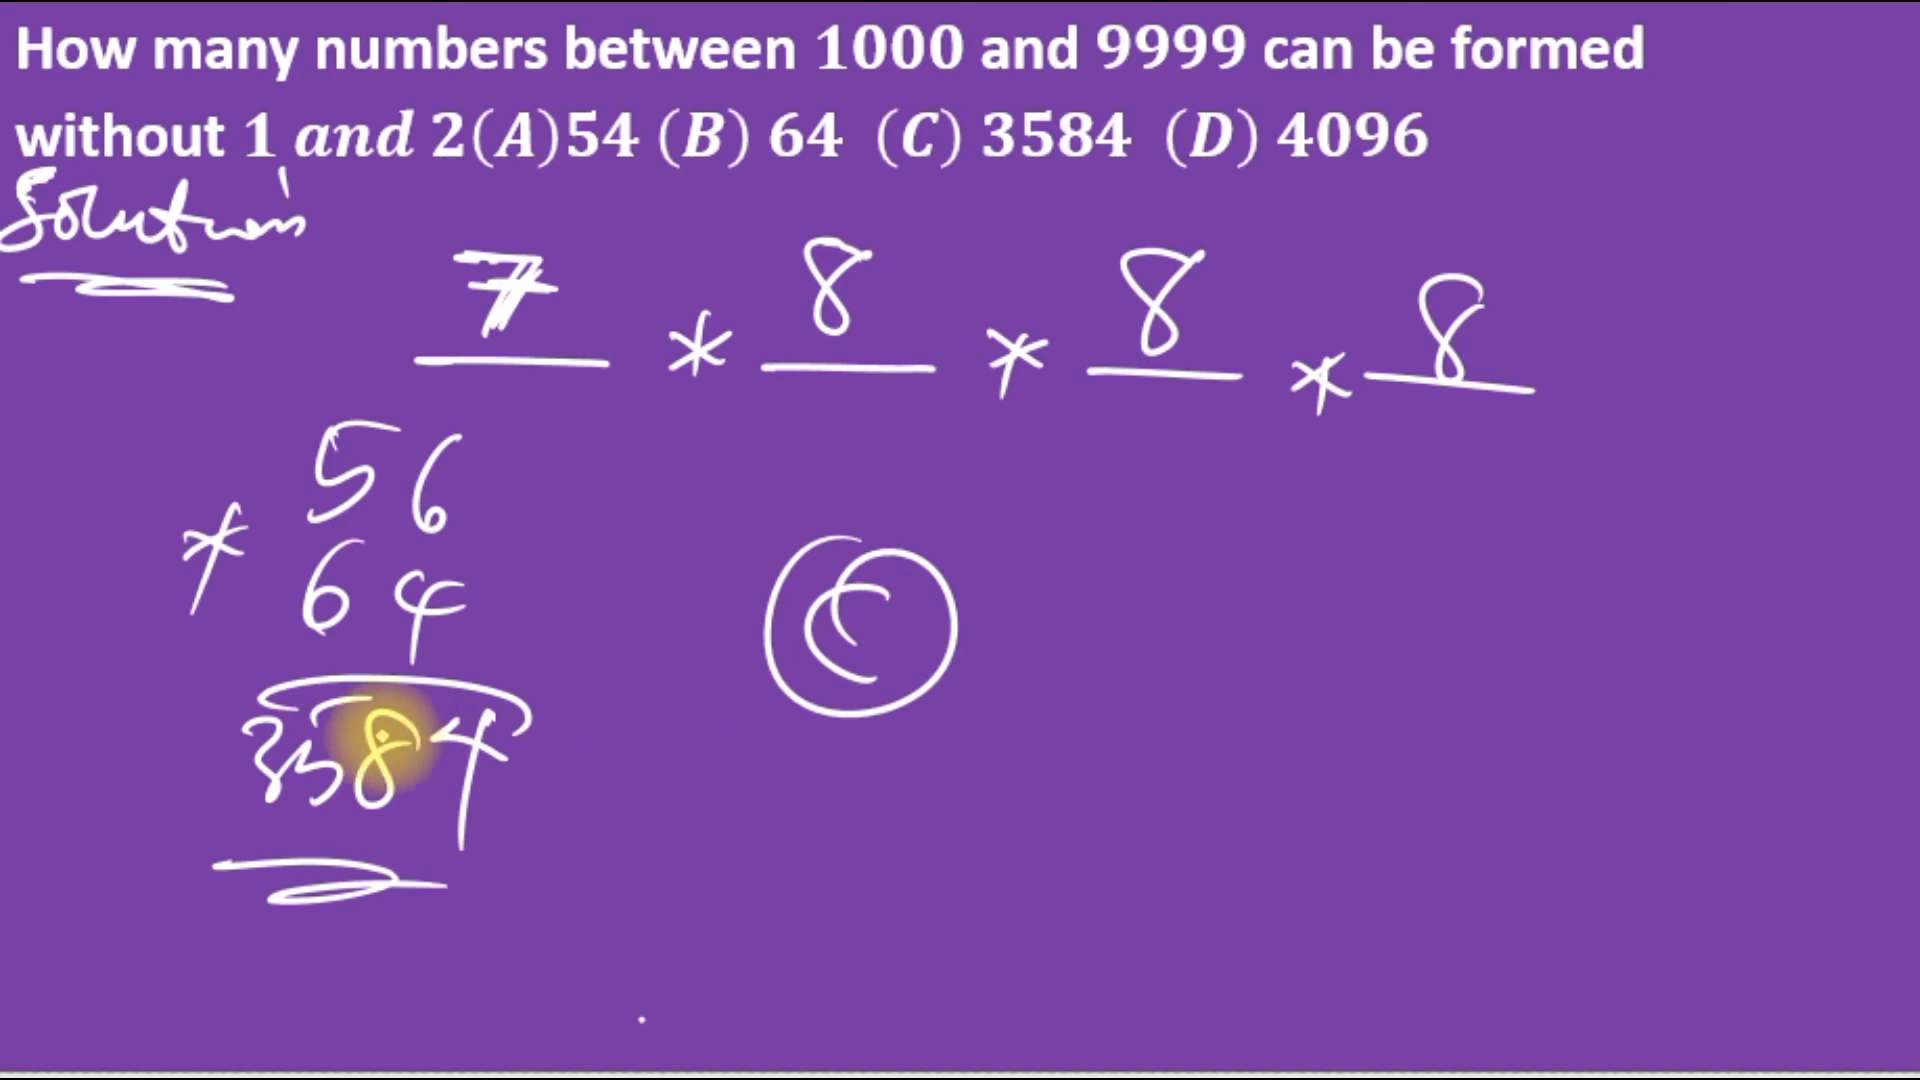 How many numbers between 1000 and 9999 can be formed
without 1 and 2(A)54 (B) 64 (C) 3584 (D) 4096
Solution
7 * 8 * 8 * 8
56
* 64
3584
C